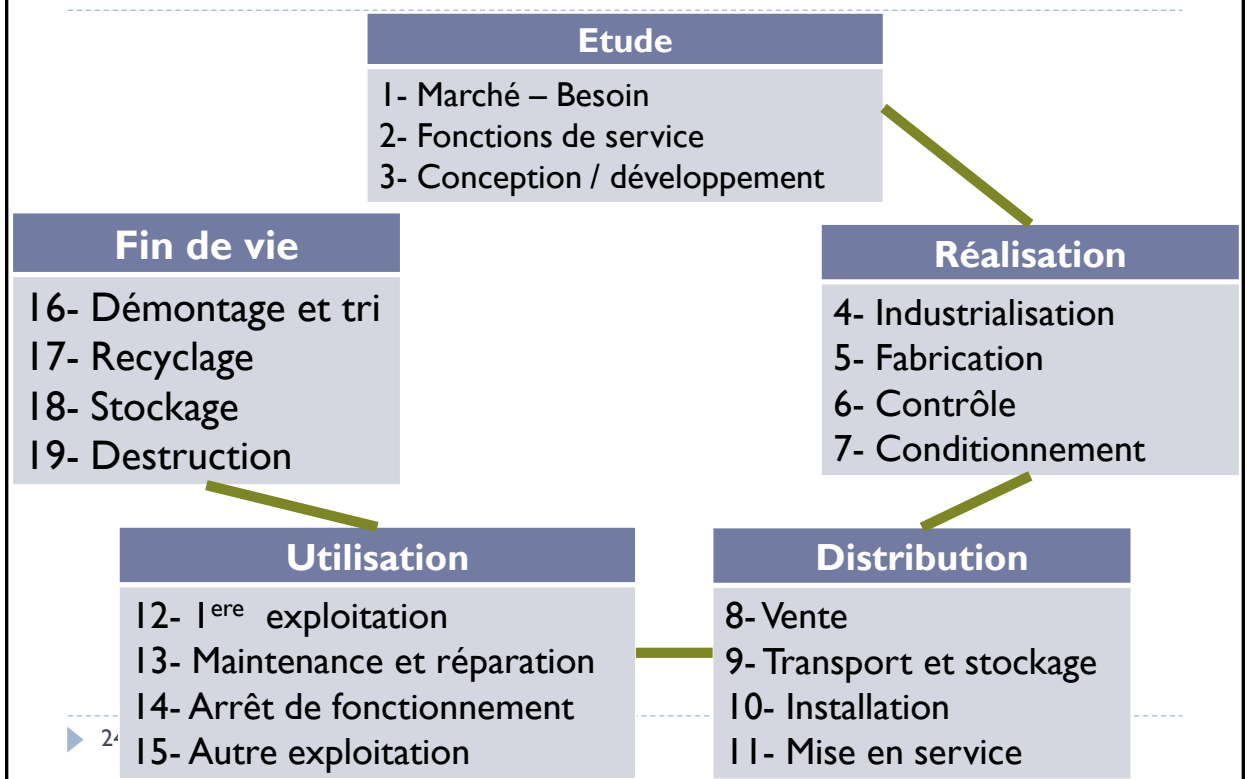 Etude
1- Marché – Besoin
2- Fonctions de service
3- Conception / développement
Réalisation
4- Industrialisation
5- Fabrication
6- Contrôle
7- Conditionnement
Distribution
8- Vente
9- Transport et stockage
10- Installation
11- Mise en service
Utilisation
12- 1ere exploitation
13- Maintenance et réparation
14- Arrêt de fonctionnement
15- Autre exploitation
Fin de vie
16- Démontage et tri
17- Recyclage
18- Stockage
19- Destruction